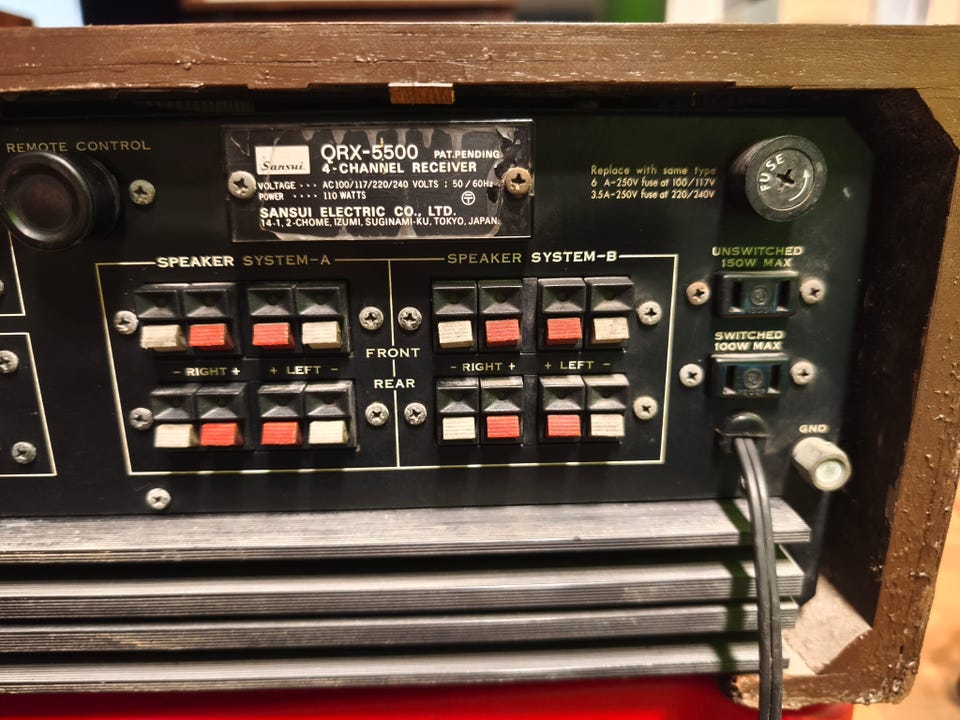 REMOTE CONTROL
Sansui
QRX-5500 PAT.PENDING
4-CHANNEL RECEIVER
VOLTAGE ··· AC100/117/220/240 VOLTS : 50/60Hz
POWER ···· 110 WATTS
SANSUI ELECTRIC CO., LTD.
14-1, 2-CHOME, IZUMI, SUGINAMI-KU, TOKYO, JAPAN
Replace with same type
6 A-250V fuse at 100/117V
3.5A-250V fuse at 220/240V
FUSE
SPEAKER SYSTEM-A
SPEAKER SYSTEM-B
UNSWITCHED
150W MAX
SWITCHED
100W MAX
FRONT
- RIGHT + + LEFT -
- RIGHT + + LEFT -
REAR
GND